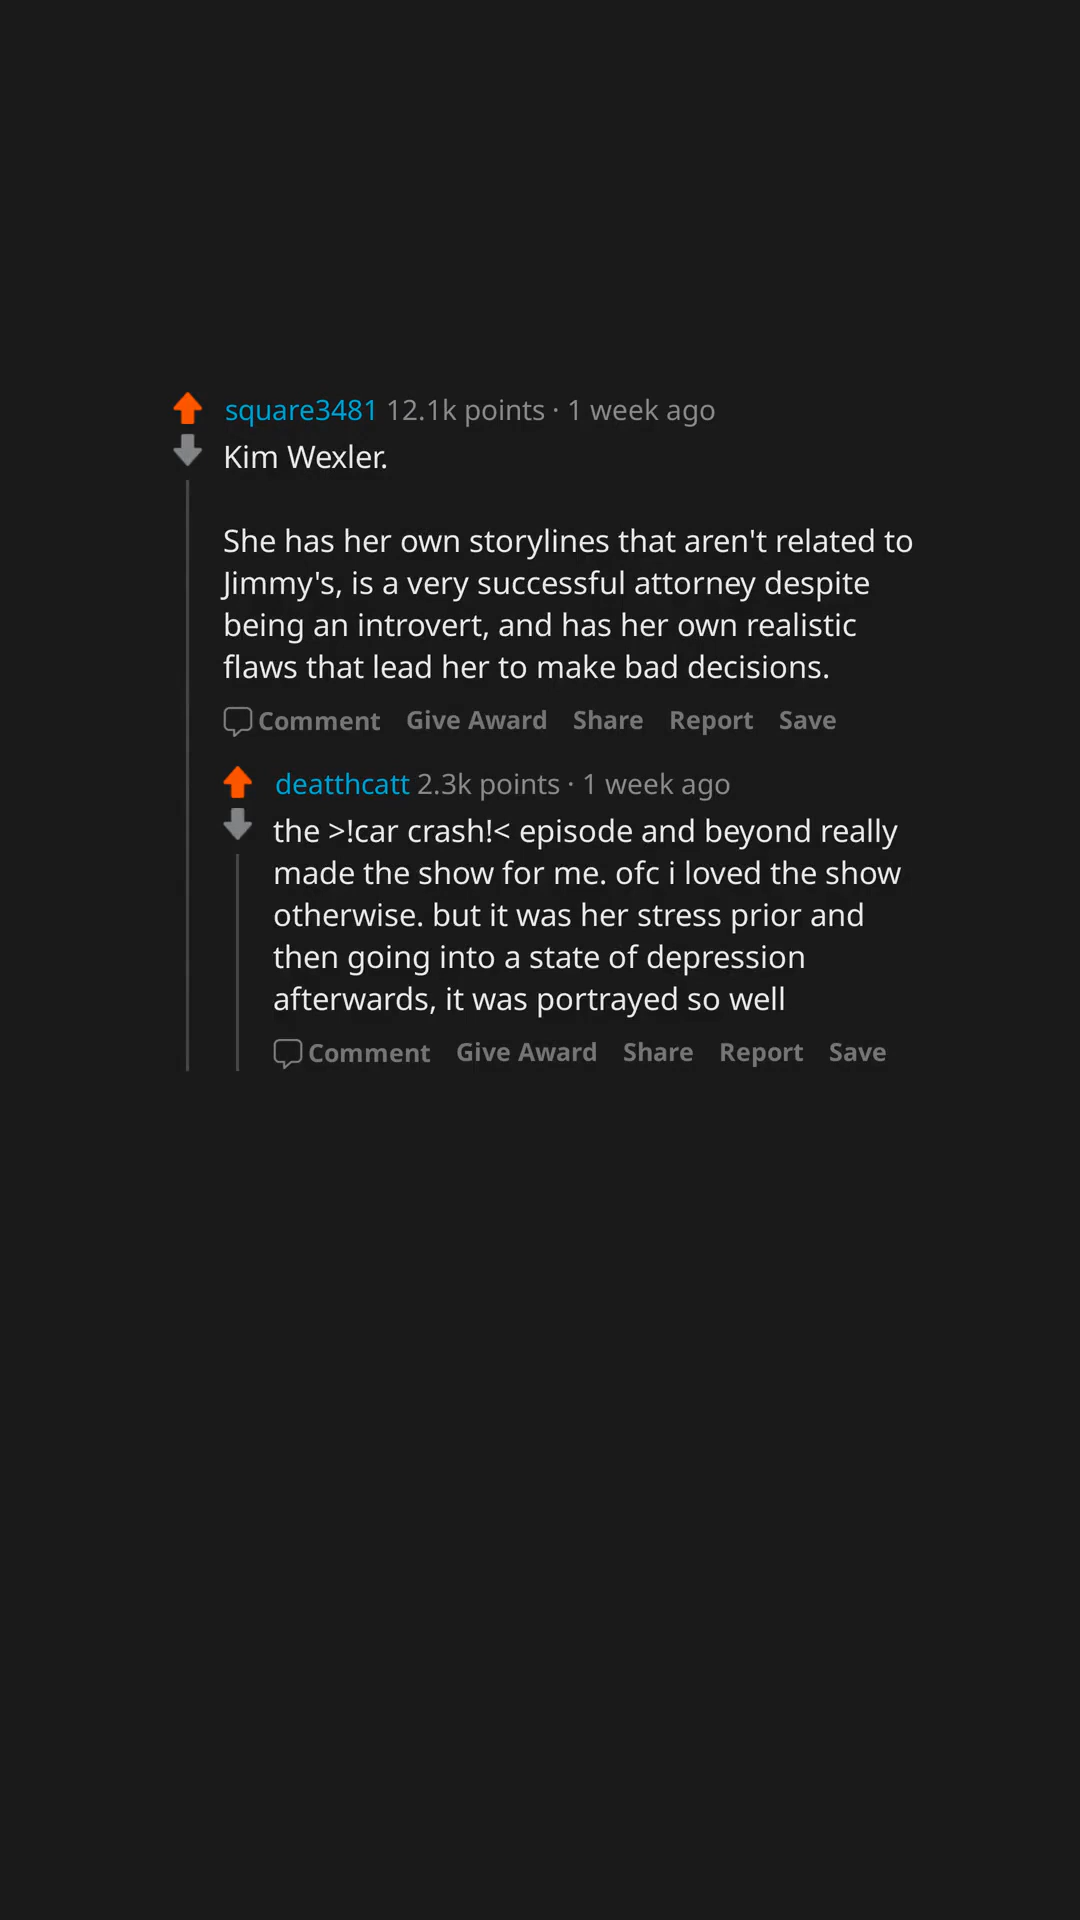 square3481 12.1k points · 1 week ago
Kim Wexler.
She has her own storylines that aren't related to
Jimmy's, is a very successful attorney despite
being an introvert, and has her own realistic
flaws that lead her to make bad decisions.
Comment Give Award Share Report Save
deatthcatt 2.3k points · 1 week ago
the >!car crash!< episode and beyond really
made the show for me. ofc i loved the show
otherwise. but it was her stress prior and
then going into a state of depression
afterwards, it was portrayed so well
Comment Give Award Share Report Save